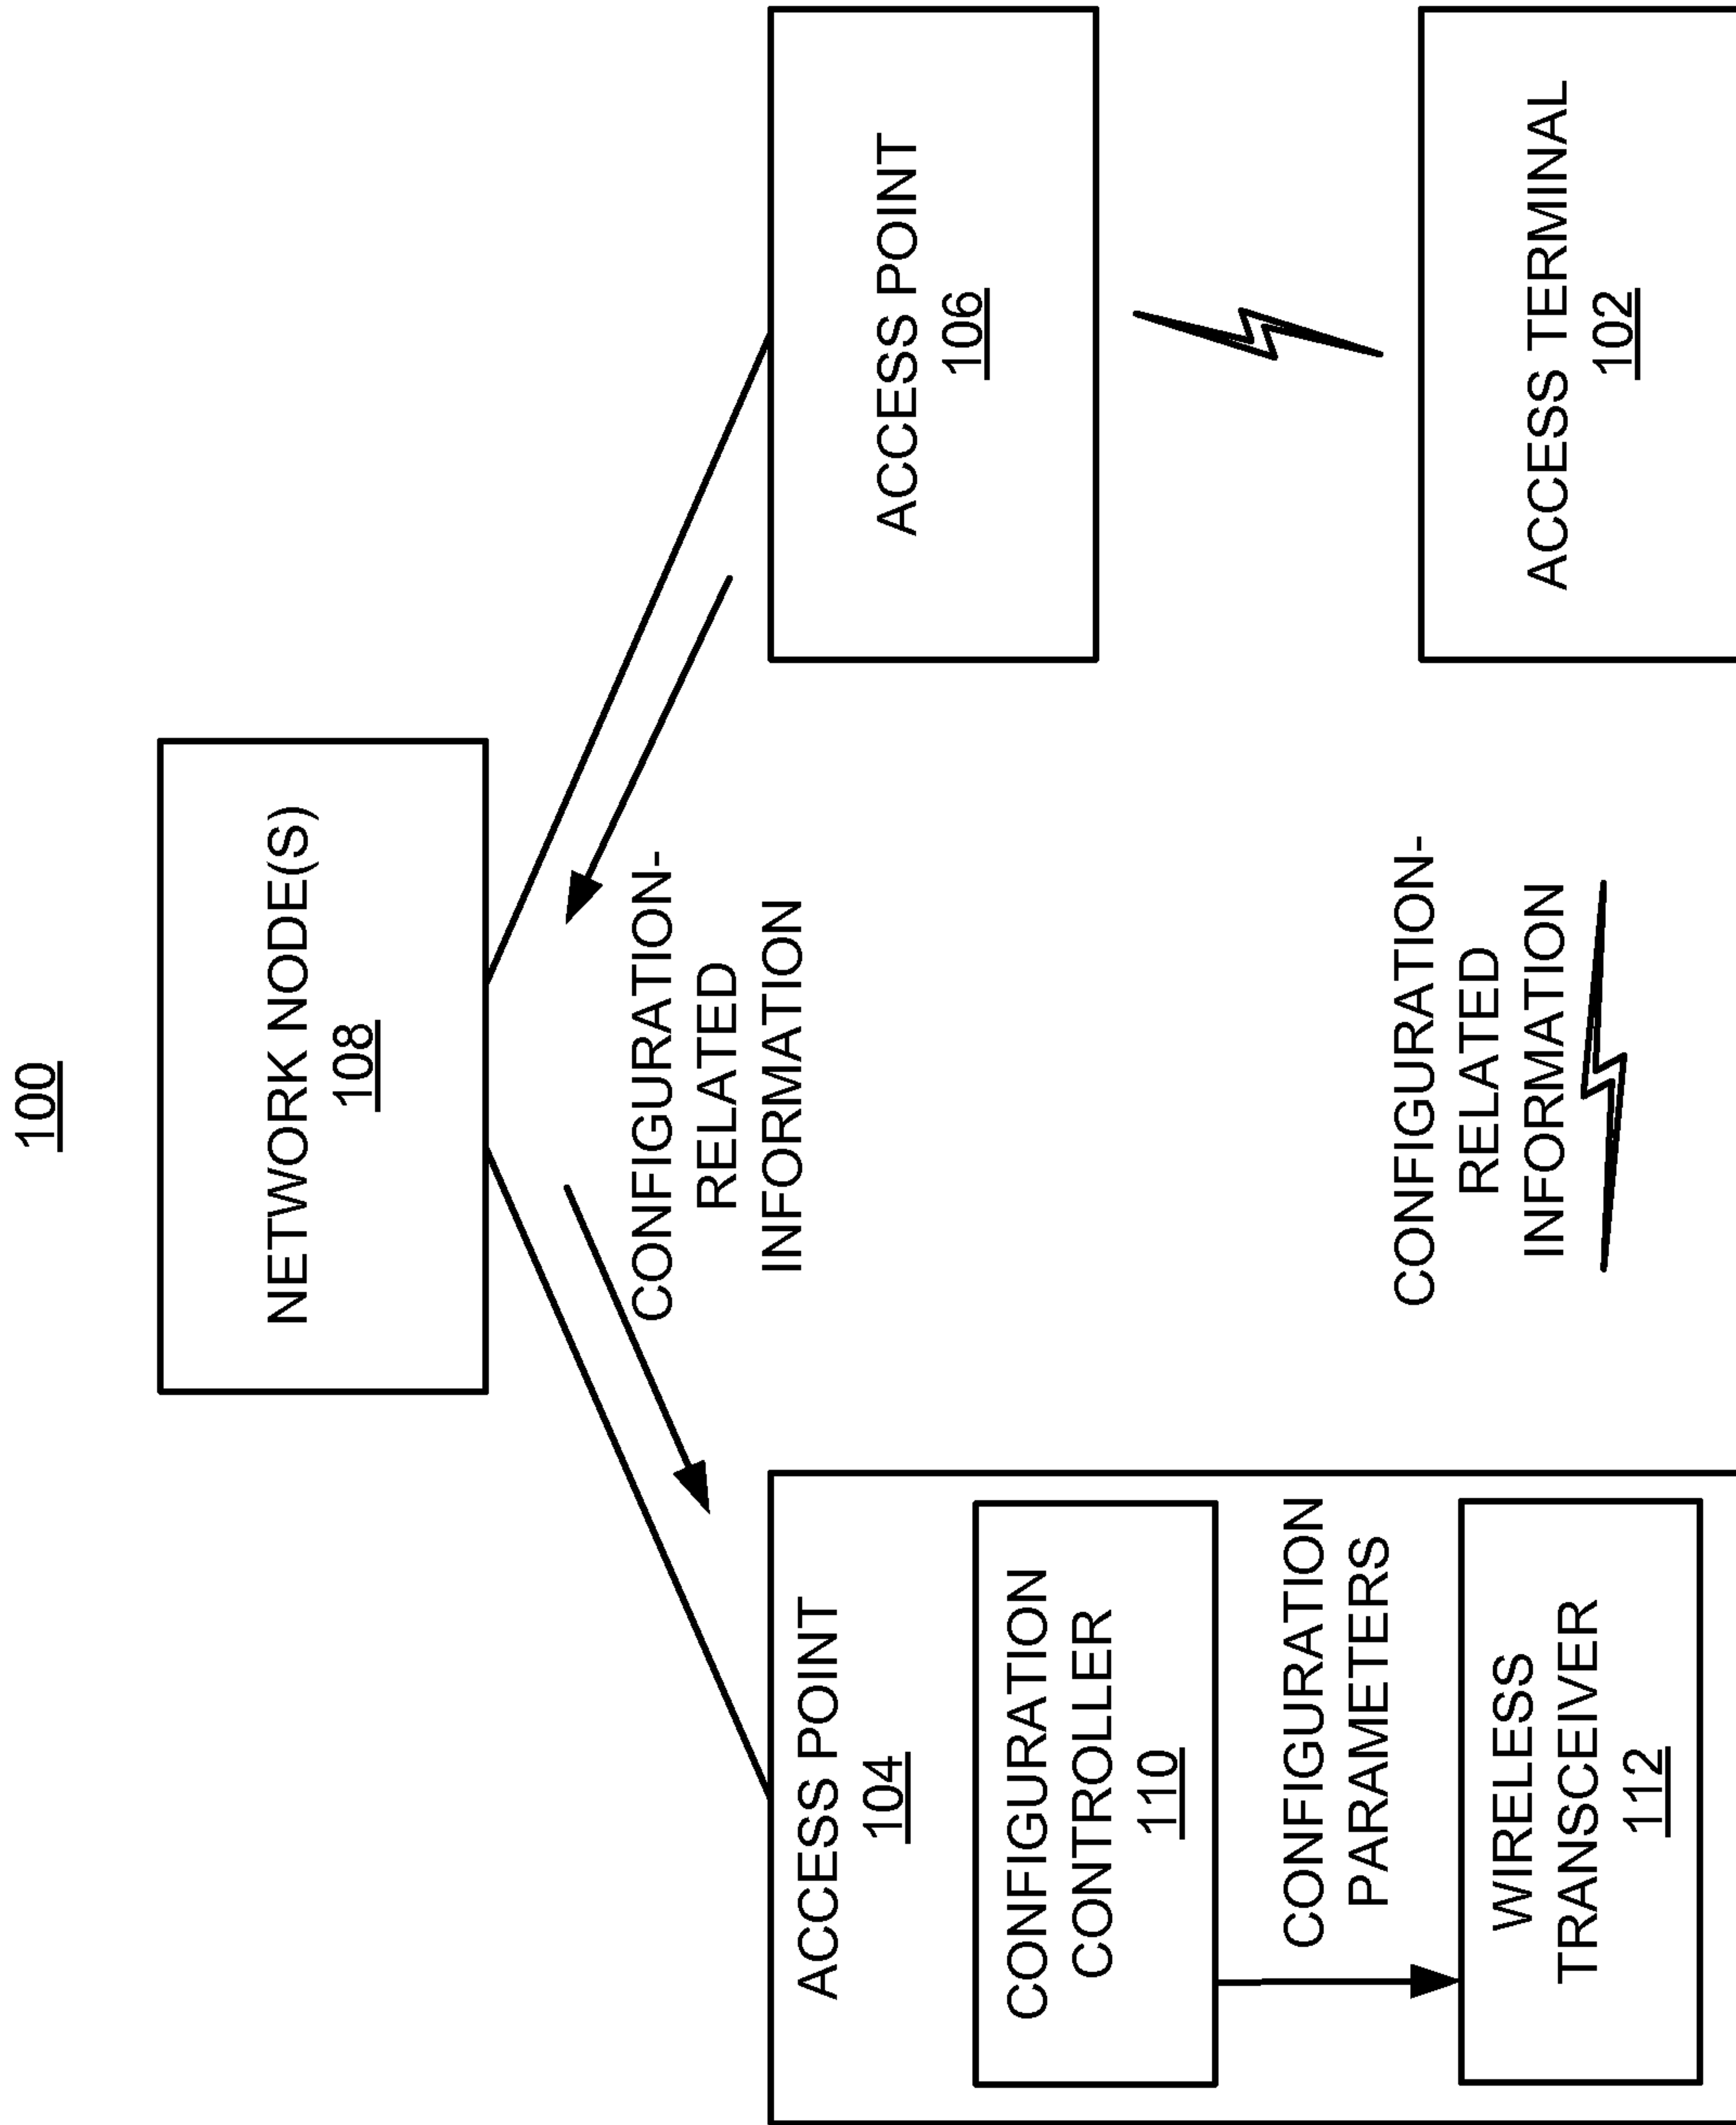 100
NETWORK NODE(S)
108
CONFIGURATION-
RELATED
INFORMATION
ACCESS POINT
104
CONFIGURATION
CONTROLLER
110
CONFIGURATION
PARAMETERS
WIRELESS
TRANSCEIVER
112
ACCESS POINT
106
CONFIGURATION-
RELATED
INFORMATION
ACCESS TERMINAL
102